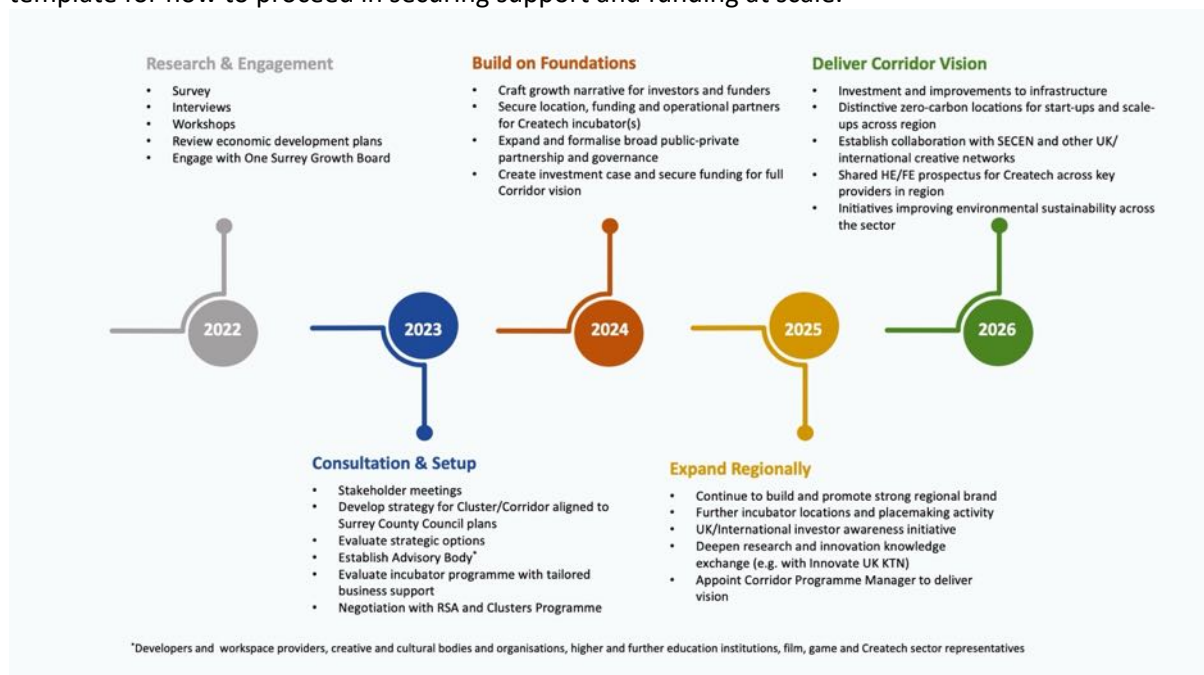 template for how to proceed in securing support and funding at scale.
Research & Engagement
• Survey
• Interviews
• Workshops
• Review economic development plans
• Engage with One Surrey Growth Board
Build on Foundations
• Craft growth narrative for investors and funders
• Secure location, funding and operational partners
for Createch incubator(s)
• Expand and formalise broad public-private
partnership and governance
• Create investment case and secure funding for full
Corridor vision
Deliver Corridor Vision
• Investment and improvements to infrastructure
• Distinctive zero-carbon locations for start-ups and scale-
ups across region
• Establish collaboration with SECEN and other UK/
international creative networks
• Shared HE/FE prospectus for Createch across key
providers in region
• Initiatives improving environmental sustainability across
the sector
2022
2023
2024
2025
2026
Consultation & Setup
• Stakeholder meetings
• Develop strategy for Cluster/Corridor aligned to
Surrey County Council plans
• Evaluate strategic options
• Establish Advisory Body*
• Evaluate incubator programme with tailored
business support
• Negotiation with RSA and Clusters Programme
Expand Regionally
• Continue to build and promote strong regional brand
• Further incubator locations and placemaking activity
• UK/International investor awareness initiative
• Deepen research and innovation knowledge
exchange (e.g. with Innovate UK KTN)
• Appoint Corridor Programme Manager to deliver
vision
*Developers and workspace providers, creative and cultural bodies and organisations, higher and further education institutions, film, game and Createch sector representatives